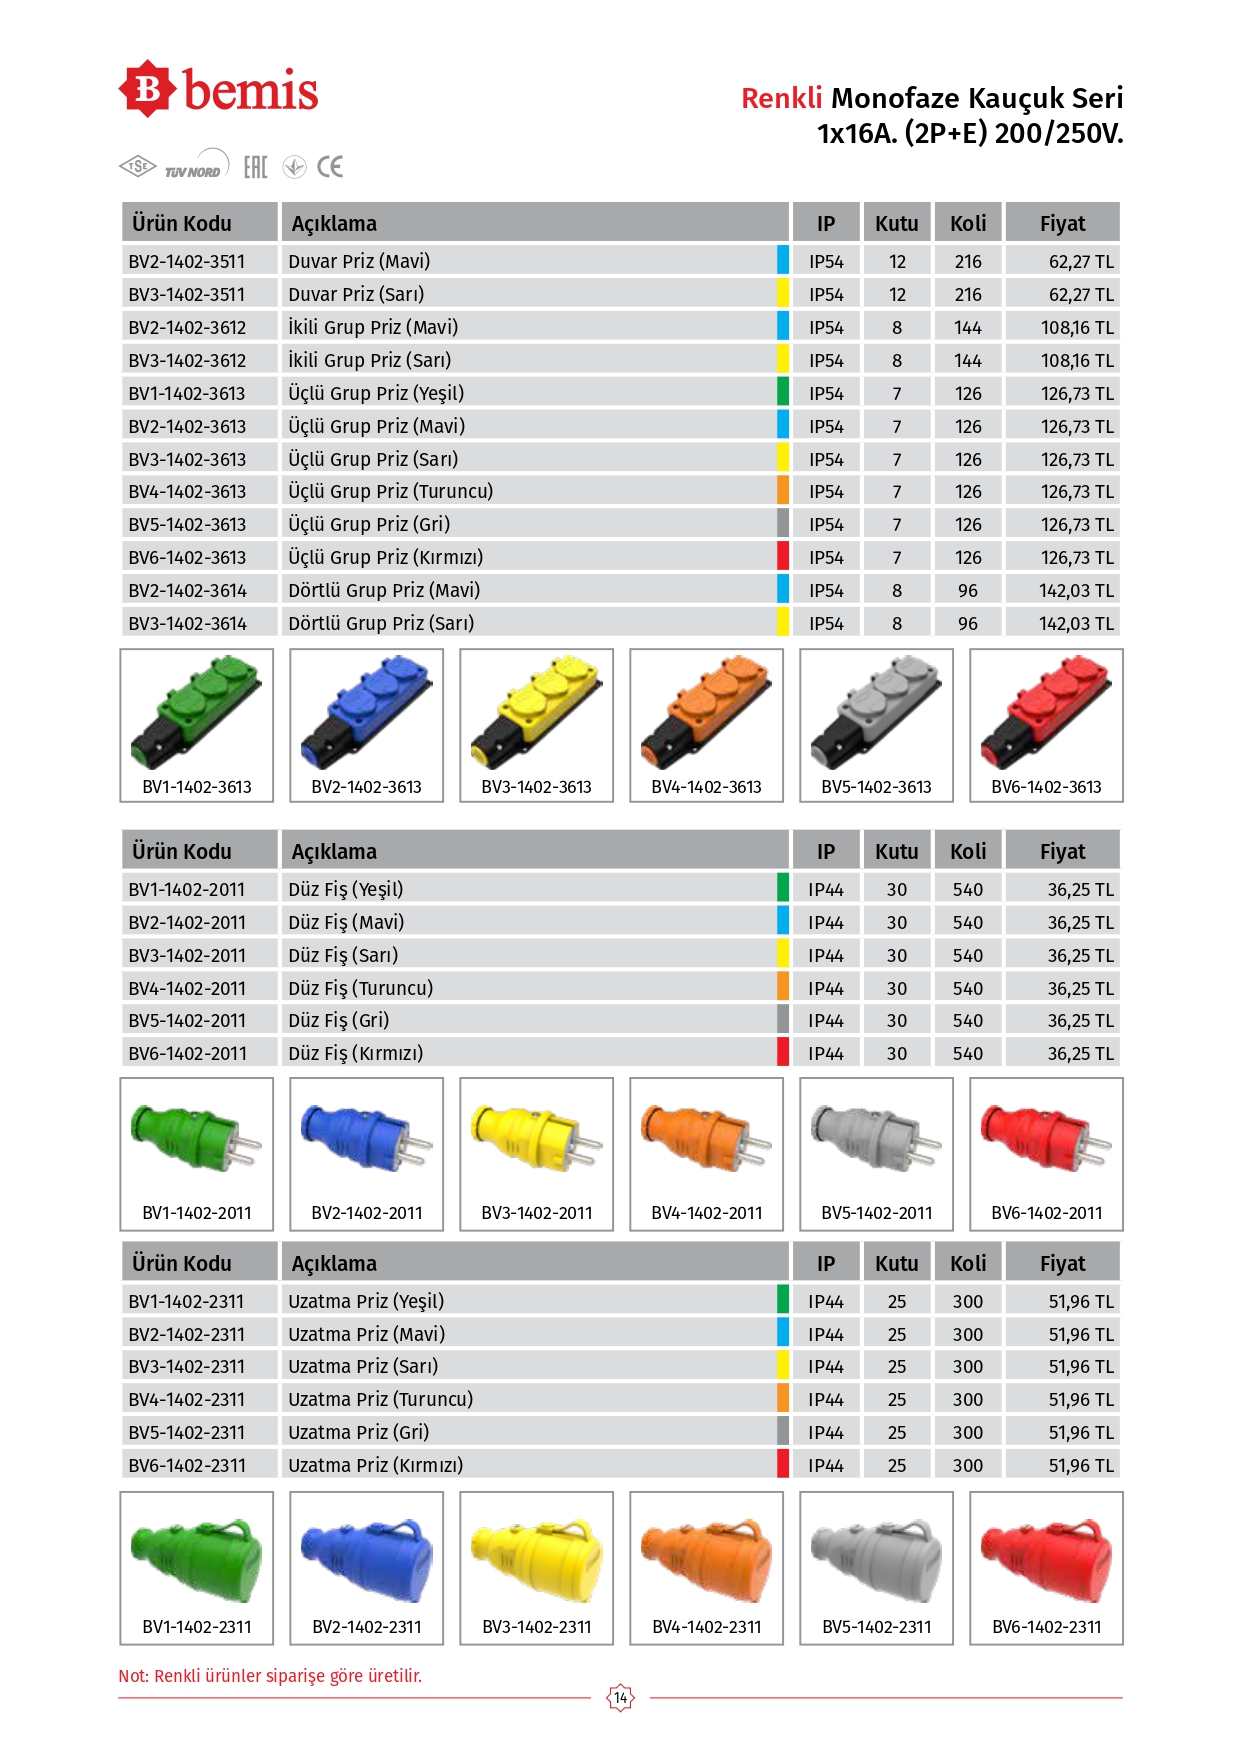 B bemis
Renkli Monofaze Kauçuk Seri
1x16A. (2P+E) 200/250V.
TSE TÜV NORD EAC CE
Ürün Kodu Açıklama IP Kutu Koli Fiyat
BV2-1402-3511 Duvar Priz (Mavi) IP54 12 216 62,27 TL
BV3-1402-3511 Duvar Priz (Sarı) IP54 12 216 62,27 TL
BV2-1402-3612 İkili Grup Priz (Mavi) IP54 8 144 108,16 TL
BV3-1402-3612 İkili Grup Priz (Sarı) IP54 8 144 108,16 TL
BV1-1402-3613 Üçlü Grup Priz (Yeşil) IP54 7 126 126,73 TL
BV2-1402-3613 Üçlü Grup Priz (Mavi) IP54 7 126 126,73 TL
BV3-1402-3613 Üçlü Grup Priz (Sarı) IP54 7 126 126,73 TL
BV4-1402-3613 Üçlü Grup Priz (Turuncu) IP54 7 126 126,73 TL
BV5-1402-3613 Üçlü Grup Priz (Gri) IP54 7 126 126,73 TL
BV6-1402-3613 Üçlü Grup Priz (Kırmızı) IP54 7 126 126,73 TL
BV2-1402-3614 Dörtlü Grup Priz (Mavi) IP54 8 96 142,03 TL
BV3-1402-3614 Dörtlü Grup Priz (Sarı) IP54 8 96 142,03 TL
BV1-1402-3613 BV2-1402-3613 BV3-1402-3613 BV4-1402-3613 BV5-1402-3613 BV6-1402-3613
Ürün Kodu Açıklama IP Kutu Koli Fiyat
BV1-1402-2011 Düz Fiş (Yeşil) IP44 30 540 36,25 TL
BV2-1402-2011 Düz Fiş (Mavi) IP44 30 540 36,25 TL
BV3-1402-2011 Düz Fiş (Sarı) IP44 30 540 36,25 TL
BV4-1402-2011 Düz Fiş (Turuncu) IP44 30 540 36,25 TL
BV5-1402-2011 Düz Fiş (Gri) IP44 30 540 36,25 TL
BV6-1402-2011 Düz Fiş (Kırmızı) IP44 30 540 36,25 TL
BV1-1402-2011 BV2-1402-2011 BV3-1402-2011 BV4-1402-2011 BV5-1402-2011 BV6-1402-2011
Ürün Kodu Açıklama IP Kutu Koli Fiyat
BV1-1402-2311 Uzatma Priz (Yeşil) IP44 25 300 51,96 TL
BV2-1402-2311 Uzatma Priz (Mavi) IP44 25 300 51,96 TL
BV3-1402-2311 Uzatma Priz (Sarı) IP44 25 300 51,96 TL
BV4-1402-2311 Uzatma Priz (Turuncu) IP44 25 300 51,96 TL
BV5-1402-2311 Uzatma Priz (Gri) IP44 25 300 51,96 TL
BV6-1402-2311 Uzatma Priz (Kırmızı) IP44 25 300 51,96 TL
BV1-1402-2311 BV2-1402-2311 BV3-1402-2311 BV4-1402-2311 BV5-1402-2311 BV6-1402-2311
Not: Renkli ürünler siparişe göre üretilir.
14